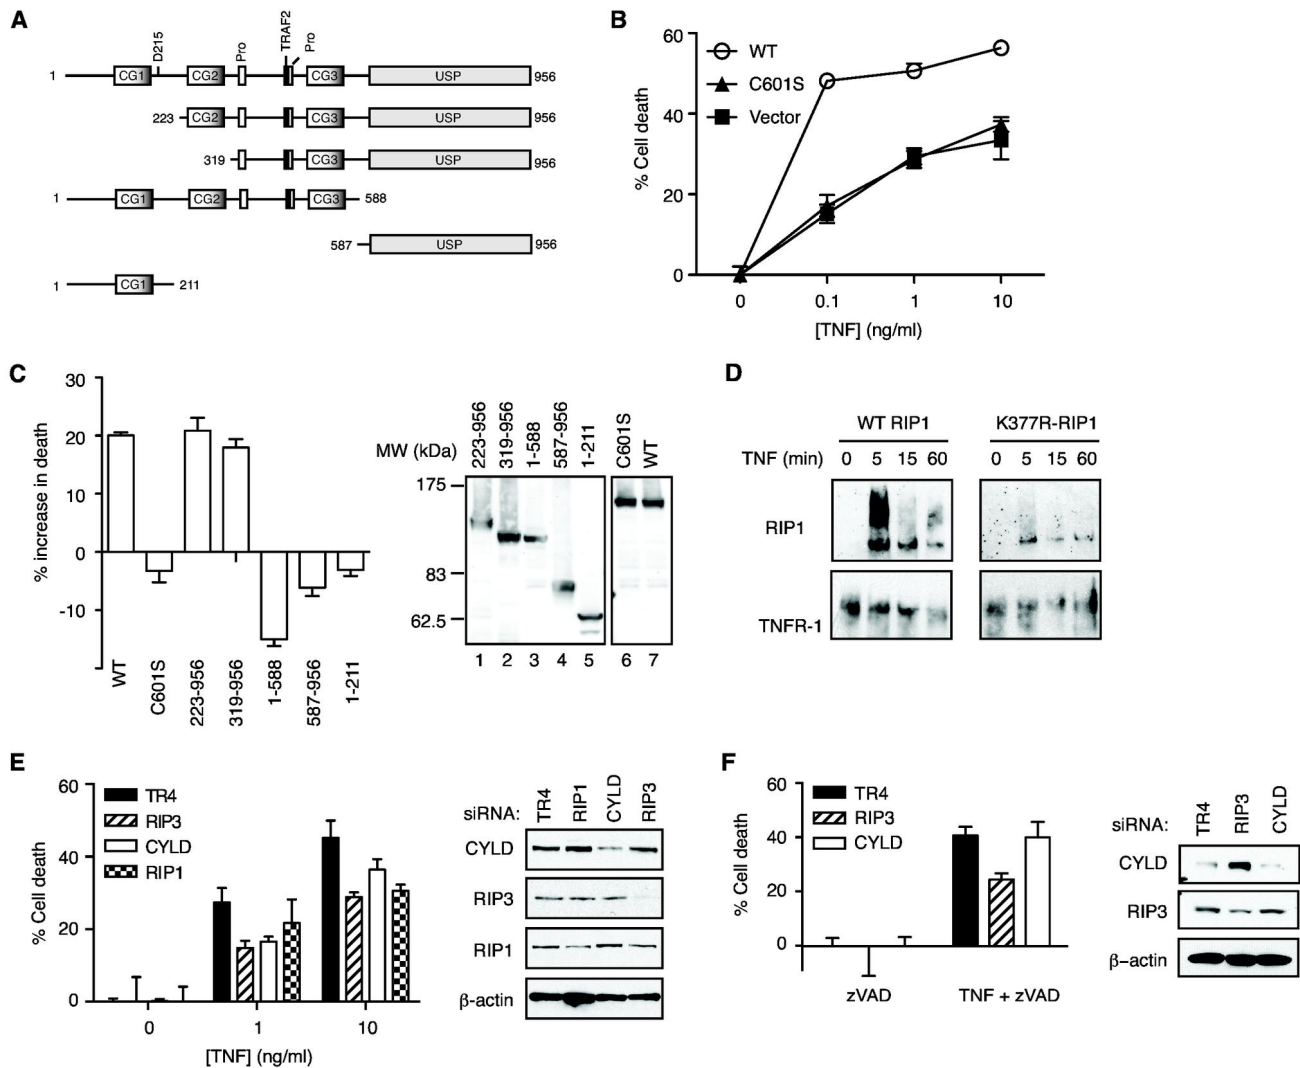 A
D215
Pro
TRAF2
Pro
1 CG1 CG2 CG3 USP 956
223 CG2 CG3 USP 956
319 CG3 USP 956
1 CG1 CG2 CG3 588
587 USP 956
1 CG1 211
B
60
40
20
0
% Cell death
WT
C601S
Vector
0 0.1 1 10
[TNF] (ng/ml)
C
30
20
10
0
-10
% increase in death
WT
C601S
223-956
319-956
1-588
587-956
1-211
MW (kDa)
223-956
319-956
1-588
587-956
1-211
C601S
WT
175
83
62.5
1 2 3 4 5 6 7
D
WT RIP1 K377R-RIP1
TNF (min) 0 5 15 60 0 5 15 60
RIP1
TNFR-1
E
60
40
20
0
% Cell death
TR4
RIP3
CYLD
RIP1
0 1 10
[TNF] (ng/ml)
siRNA: TR4 RIP1 CYLD RIP3
CYLD
RIP3
RIP1
β-actin
F
60
40
20
0
% Cell death
TR4
RIP3
CYLD
zVAD TNF + zVAD
siRNA: TR4 RIP3 CYLD
CYLD
RIP3
β–actin